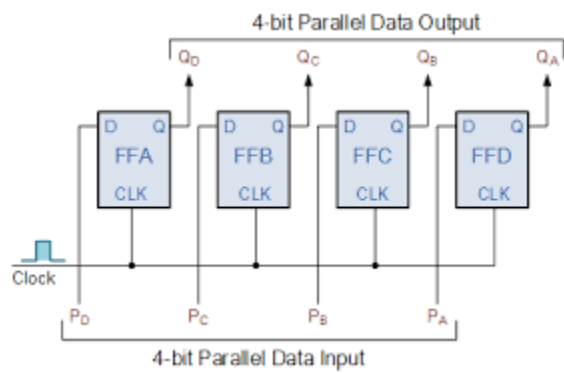 4-bit Parallel Data Output
QD QC QB QA
D Q D Q D Q D Q
FFA FFB FFC FFD
CLK CLK CLK CLK
Clock
PD PC PB PA
4-bit Parallel Data Input